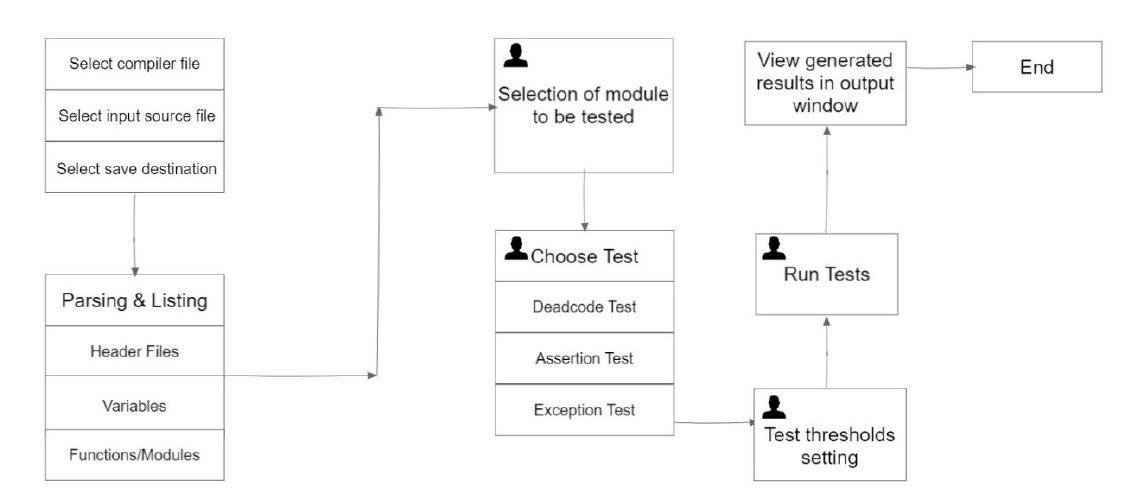 Select compiler file
Select input source file
Select save destination
Parsing & Listing
Header Files
Variables
Functions/Modules
Selection of module
to be tested
Choose Test
Deadcode Test
Assertion Test
Exception Test
Test thresholds
setting
Run Tests
View generated
results in output
window
End